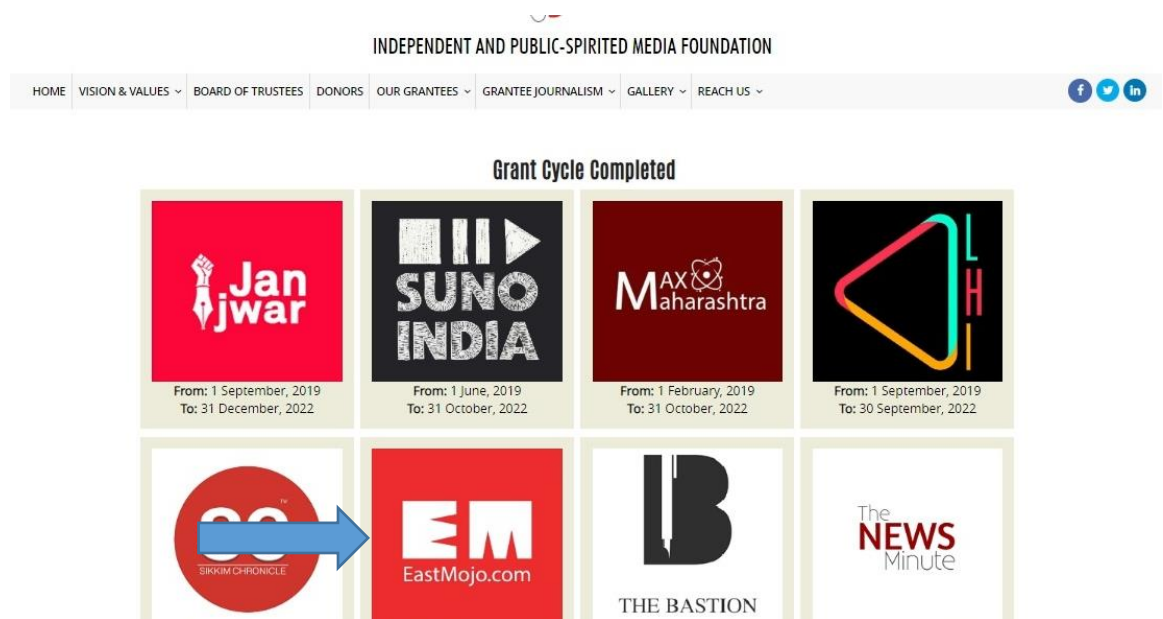 INDEPENDENT AND PUBLIC-SPIRITED MEDIA FOUNDATION
HOME VISION & VALUES BOARD OF TRUSTEES DONORS OUR GRANTEES GRANTEE JOURNALISM GALLERY REACH US
Grant Cycle Completed
Jan
jwar
From: 1 September, 2019
To: 31 December, 2022
SUNO
INDIA
From: 1 June, 2019
To: 31 October, 2022
MAX
Maharashtra
From: 1 February, 2019
To: 31 October, 2022
LHI
From: 1 September, 2019
To: 30 September, 2022
SIKKIM CHRONICLE
EM
EastMojo.com
B
THE BASTION
The
NEWS
Minute